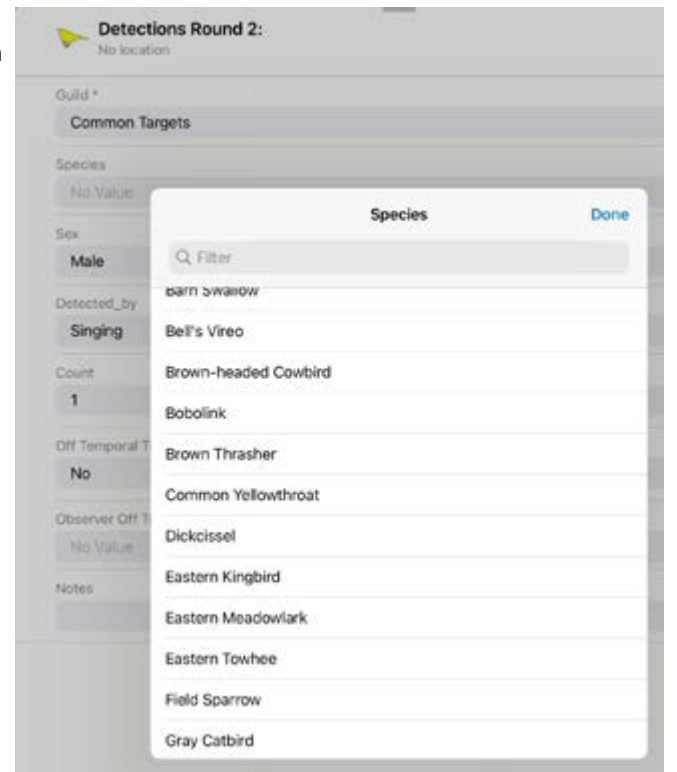 Detections Round 2:
No location
Guild *
Common Targets
Species
No Value
Species
Done
Filter
Sex
Male
Barn Swallow
Detected_by
Singing
Bell's Vireo
Brown-headed Cowbird
Count
1
Bobolink
Off Temporal T
No
Brown Thrasher
Common Yellowthroat
Observer Off T
No Value
Dickcissel
Eastern Kingbird
Notes
Eastern Meadowlark
Eastern Towhee
Field Sparrow
Gray Catbird